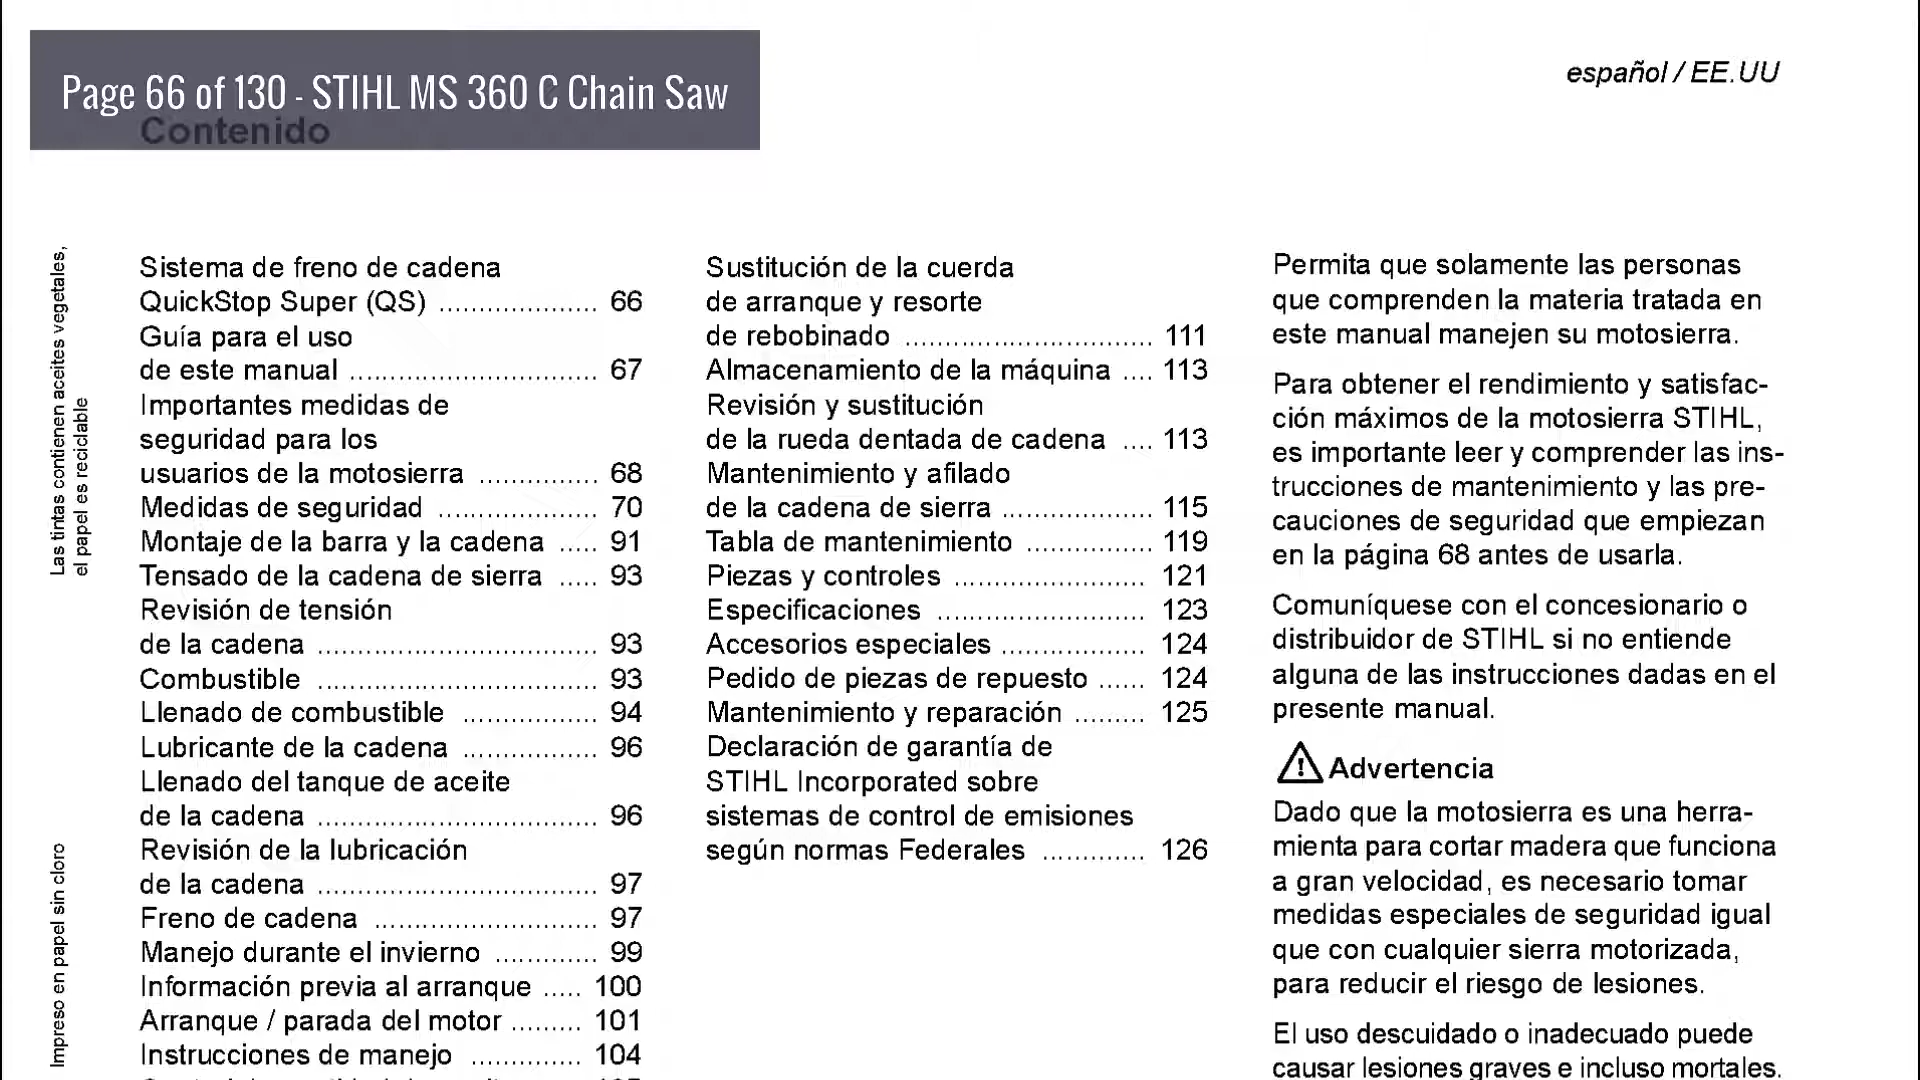 Page 66 of 130 - STIHL MS 360 C Chain Saw
español / EE.UU
Contenido
Las tintas contienen aceites vegetales,
el papel es reciclable
Impreso en papel sin cloro
Sistema de freno de cadena
QuickStop Super (QS) .................... 66
Guía para el uso
de este manual ............................... 67
Importantes medidas de
seguridad para los
usuarios de la motosierra ............... 68
Medidas de seguridad .................... 70
Montaje de la barra y la cadena ..... 91
Tensado de la cadena de sierra ..... 93
Revisión de tensión
de la cadena ................................... 93
Combustible ................................... 93
Llenado de combustible ................. 94
Lubricante de la cadena ................. 96
Llenado del tanque de aceite
de la cadena ................................... 96
Revisión de la lubricación
de la cadena ................................... 97
Freno de cadena ............................ 97
Manejo durante el invierno ............. 99
Información previa al arranque ..... 100
Arranque / parada del motor ......... 101
Instrucciones de manejo .............. 104
Sustitución de la cuerda
de arranque y resorte
de rebobinado ............................... 111
Almacenamiento de la máquina .... 113
Revisión y sustitución
de la rueda dentada de cadena .... 113
Mantenimiento y afilado
de la cadena de sierra ................... 115
Tabla de mantenimiento ................ 119
Piezas y controles ........................ 121
Especificaciones .......................... 123
Accesorios especiales .................. 124
Pedido de piezas de repuesto ...... 124
Mantenimiento y reparación ......... 125
Declaración de garantía de
STIHL Incorporated sobre
sistemas de control de emisiones
según normas Federales ............. 126
Permita que solamente las personas
que comprenden la materia tratada en
este manual manejen su motosierra.
Para obtener el rendimiento y satisfac-
ción máximos de la motosierra STIHL,
es importante leer y comprender las ins-
trucciones de mantenimiento y las pre-
cauciones de seguridad que empiezan
en la página 68 antes de usarla.
Comuníquese con el concesionario o
distribuidor de STIHL si no entiende
alguna de las instrucciones dadas en el
presente manual.
Advertencia
Dado que la motosierra es una herra-
mienta para cortar madera que funciona
a gran velocidad, es necesario tomar
medidas especiales de seguridad igual
que con cualquier sierra motorizada,
para reducir el riesgo de lesiones.
El uso descuidado o inadecuado puede
causar lesiones graves e incluso mortales.